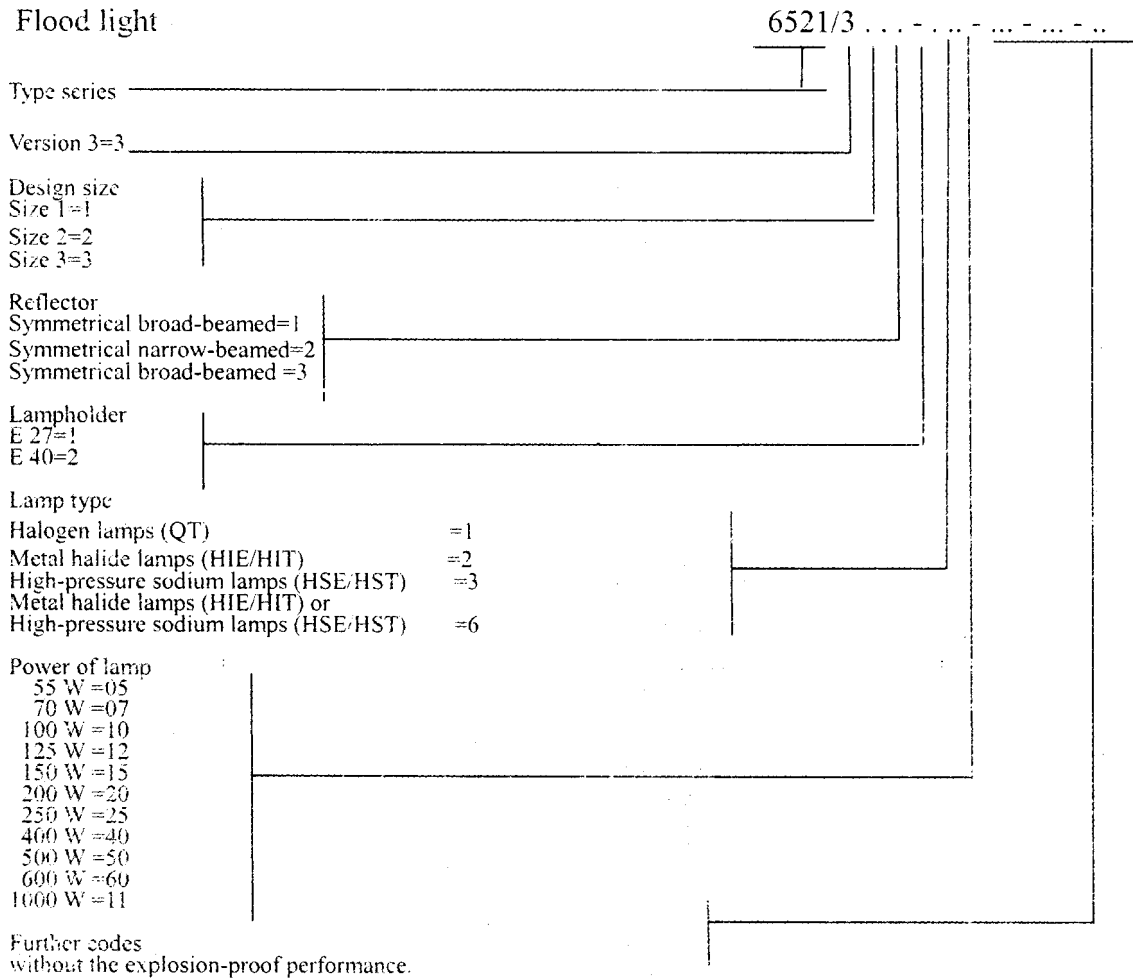 Flood light 6521/3 . . . - . .. - ... - ... - ..
Type series
Version 3=3
Design size
Size 1=1
Size 2=2
Size 3=3
Reflector
Symmetrical broad-beamed=1
Symmetrical narrow-beamed=2
Symmetrical broad-beamed =3
Lampholder
E 27=1
E 40=2
Lamp type
Halogen lamps (QT) =1
Metal halide lamps (HIE/HIT) =2
High-pressure sodium lamps (HSE/HST) =3
Metal halide lamps (HIE/HIT) or
High-pressure sodium lamps (HSE/HST) =6
Power of lamp
55 W =05
70 W =07
100 W =10
125 W =12
150 W =15
200 W =20
250 W =25
400 W =40
500 W =50
600 W =60
1000 W =11
Further codes
without the explosion-proof performance.